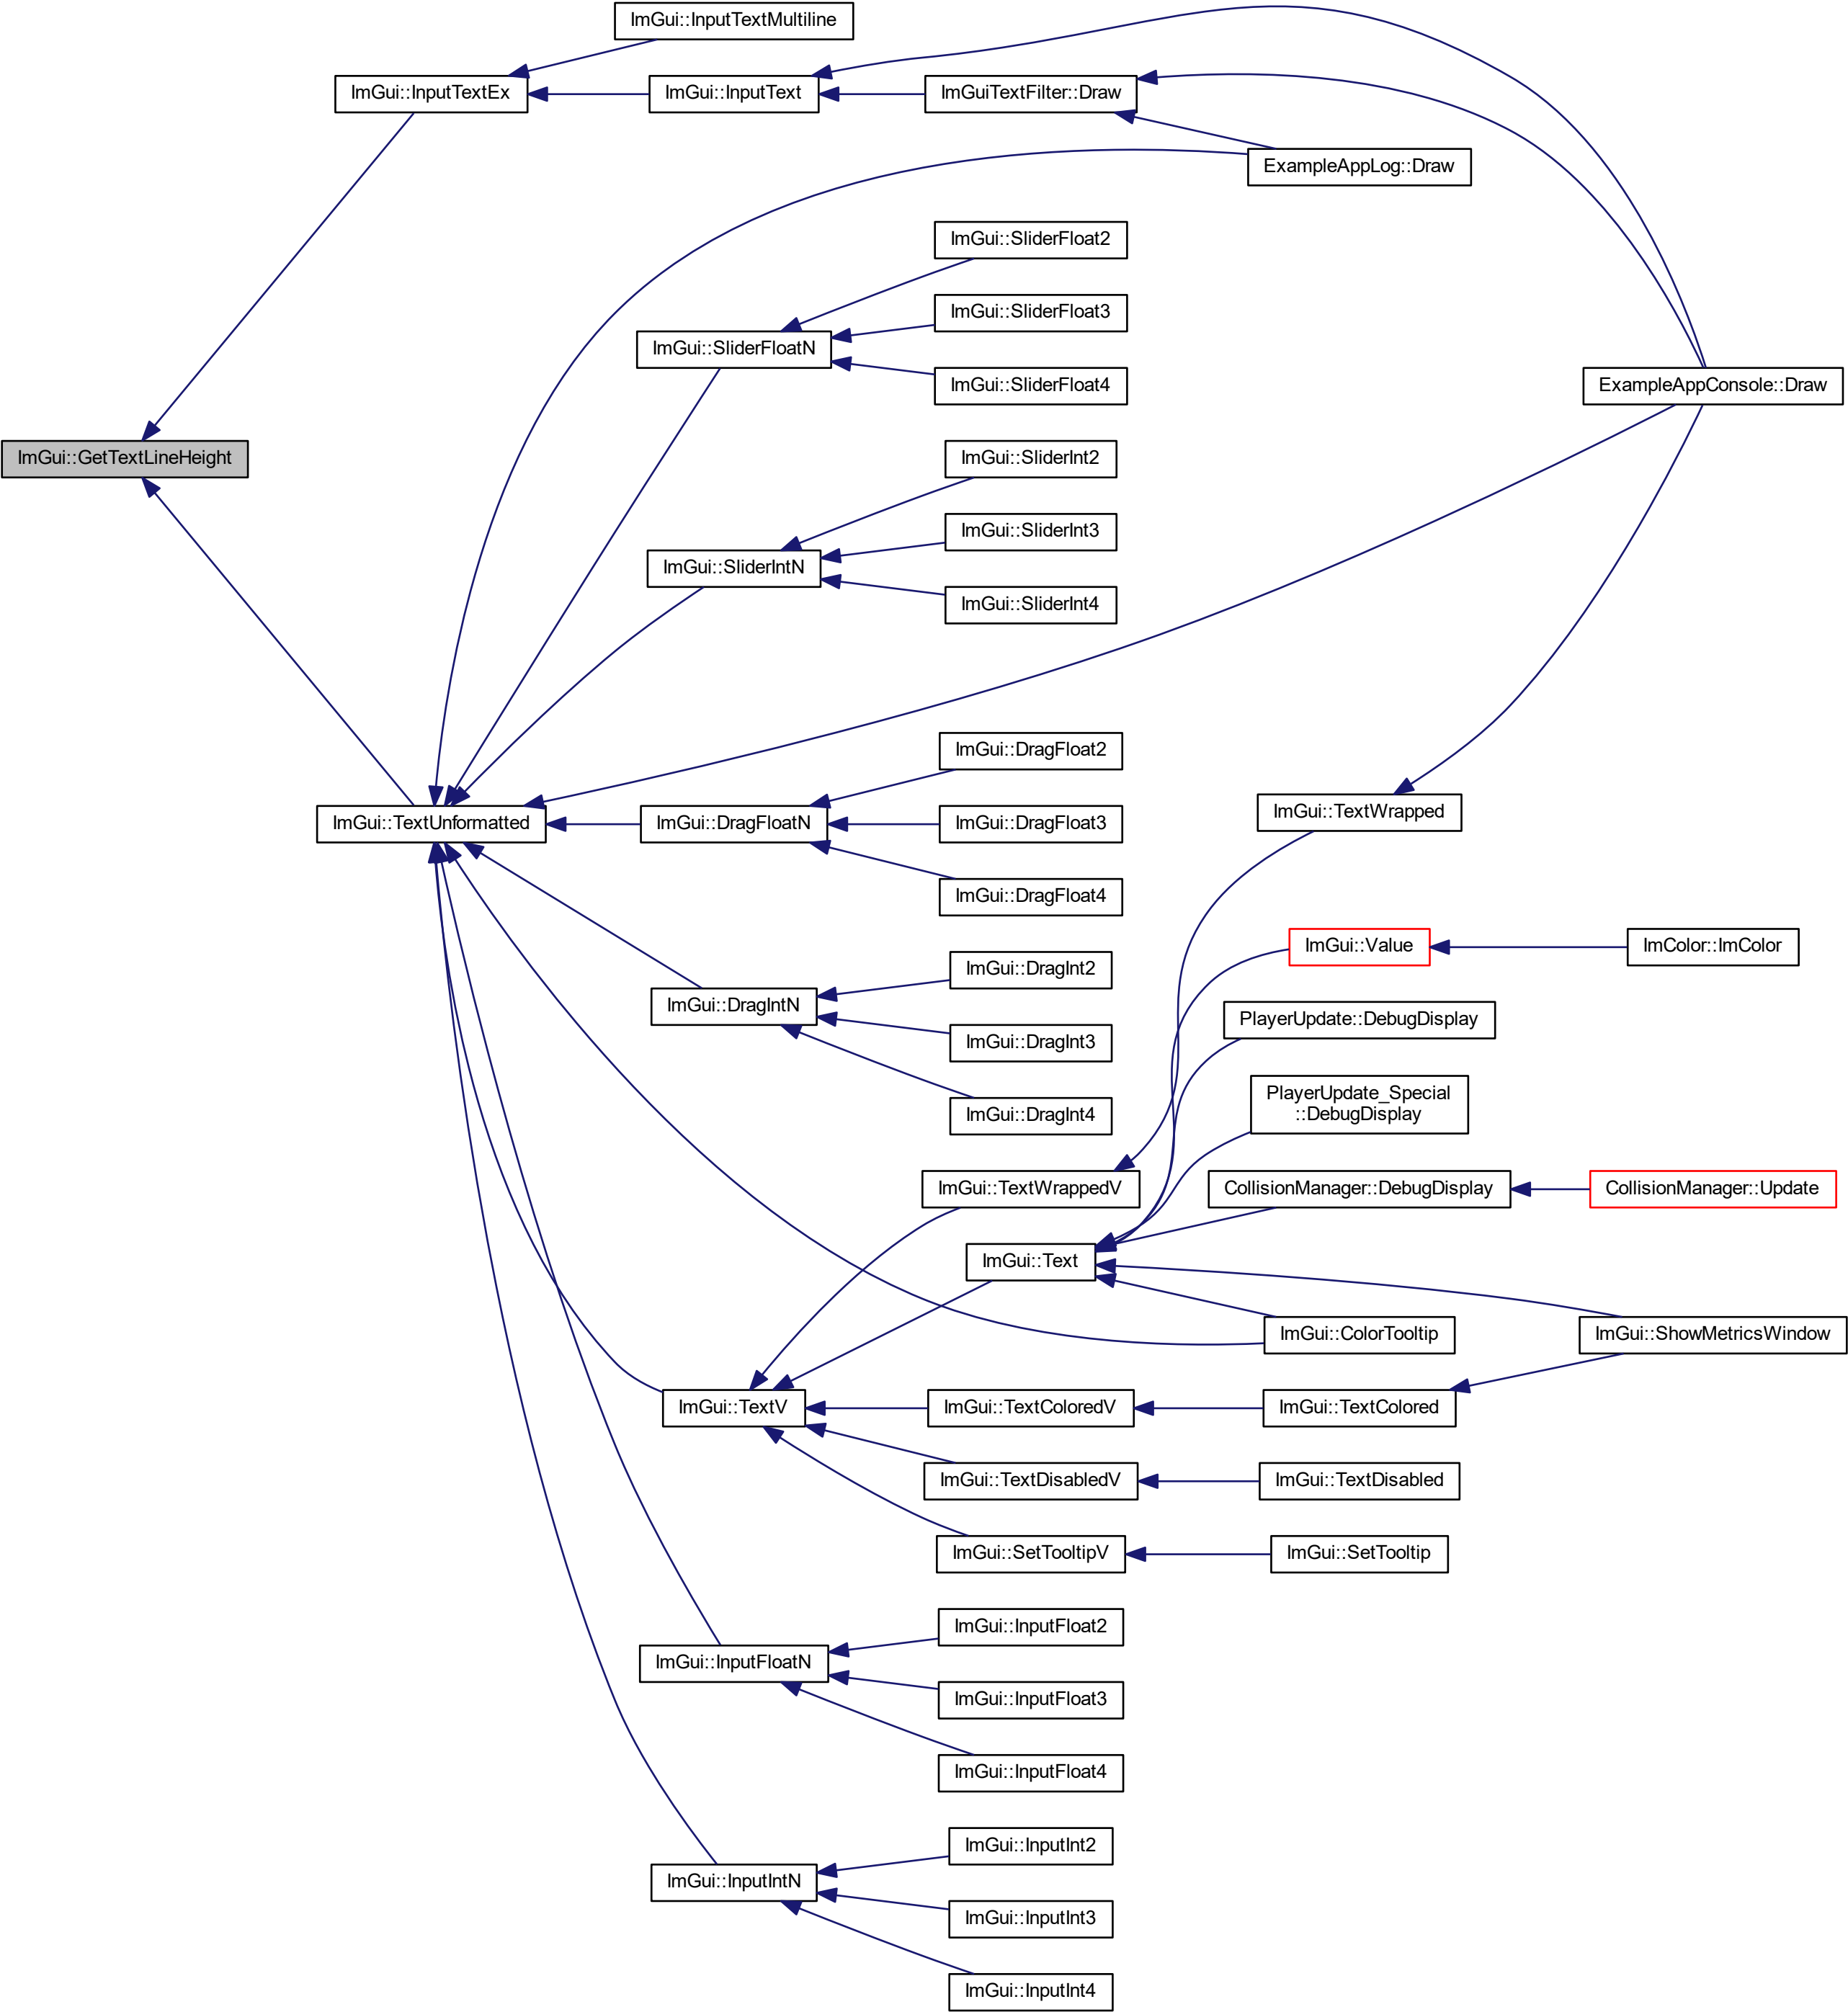 ImGui::InputTextMultiline
ImGui::InputTextEx
ImGui::InputText
ImGuiTextFilter::Draw
ExampleAppLog::Draw
ImGui::SliderFloat2
ImGui::SliderFloat3
ImGui::SliderFloatN
ImGui::SliderFloat4
ExampleAppConsole::Draw
ImGui::GetTextLineHeight
ImGui::SliderInt2
ImGui::SliderInt3
ImGui::SliderIntN
ImGui::SliderInt4
ImGui::DragFloat2
ImGui::TextWrapped
ImGui::TextUnformatted
ImGui::DragFloatN
ImGui::DragFloat3
ImGui::DragFloat4
ImGui::Value
ImColor::ImColor
ImGui::DragInt2
ImGui::DragIntN
PlayerUpdate::DebugDisplay
ImGui::DragInt3
PlayerUpdate_Special
::DebugDisplay
ImGui::DragInt4
ImGui::TextWrappedV
CollisionManager::DebugDisplay
CollisionManager::Update
ImGui::Text
ImGui::ColorTooltip
ImGui::ShowMetricsWindow
ImGui::TextV
ImGui::TextColoredV
ImGui::TextColored
ImGui::TextDisabledV
ImGui::TextDisabled
ImGui::SetTooltipV
ImGui::SetTooltip
ImGui::InputFloat2
ImGui::InputFloatN
ImGui::InputFloat3
ImGui::InputFloat4
ImGui::InputInt2
ImGui::InputIntN
ImGui::InputInt3
ImGui::InputInt4